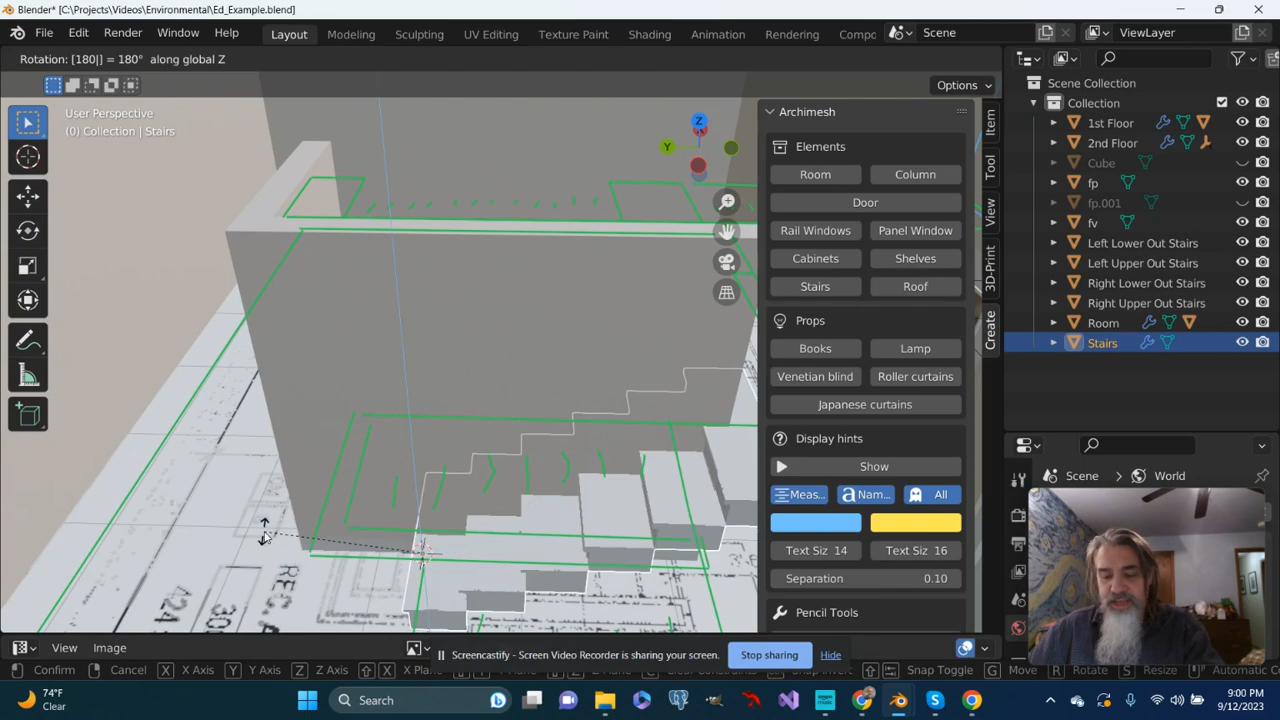 Blender* [C:\Projects\Videos\Environmental\Ed_Example.blend]
File Edit Render Window Help Layout Modeling Sculpting UV Editing Texture Paint Shading Animation Compo Scene ViewLayer
Rotation: [180|] = 180° along global Z
Options
User Perspective
(0) Collection | Stairs
Z
Y
Archimesh
Elements
Room Column
Door
Rail Windows Panel Window
Cabinets Shelves
Stairs Roof
Props
Books Lamp
Venetian blind Roller curtains
Japanese curtains
Display hints
Show
Meas... Nam... All
Text Siz 14 Text Siz 16
Separation 0.10
Pencil Tools
Item
Tool
View
3D-Print
Create
Scene Collection
Collection
1st Floor
2nd Floor
Cube
fp
fp.001
fv
Left Lower Out Stairs
Left Upper Out Stairs
Right Lower Out Stairs
Right Upper Out Stairs
Room
Stairs
Scene World
REG. A
View Image
Screencastify - Screen Video Recorder is sharing your screen. Stop sharing Hide
Confirm Cancel X X Axis Y Y Axis Z Z Axis Snap Toggle G Move R Rotate S Resize Automatic Co
74°F
Clear
Search
9:00 PM
9/12/2023